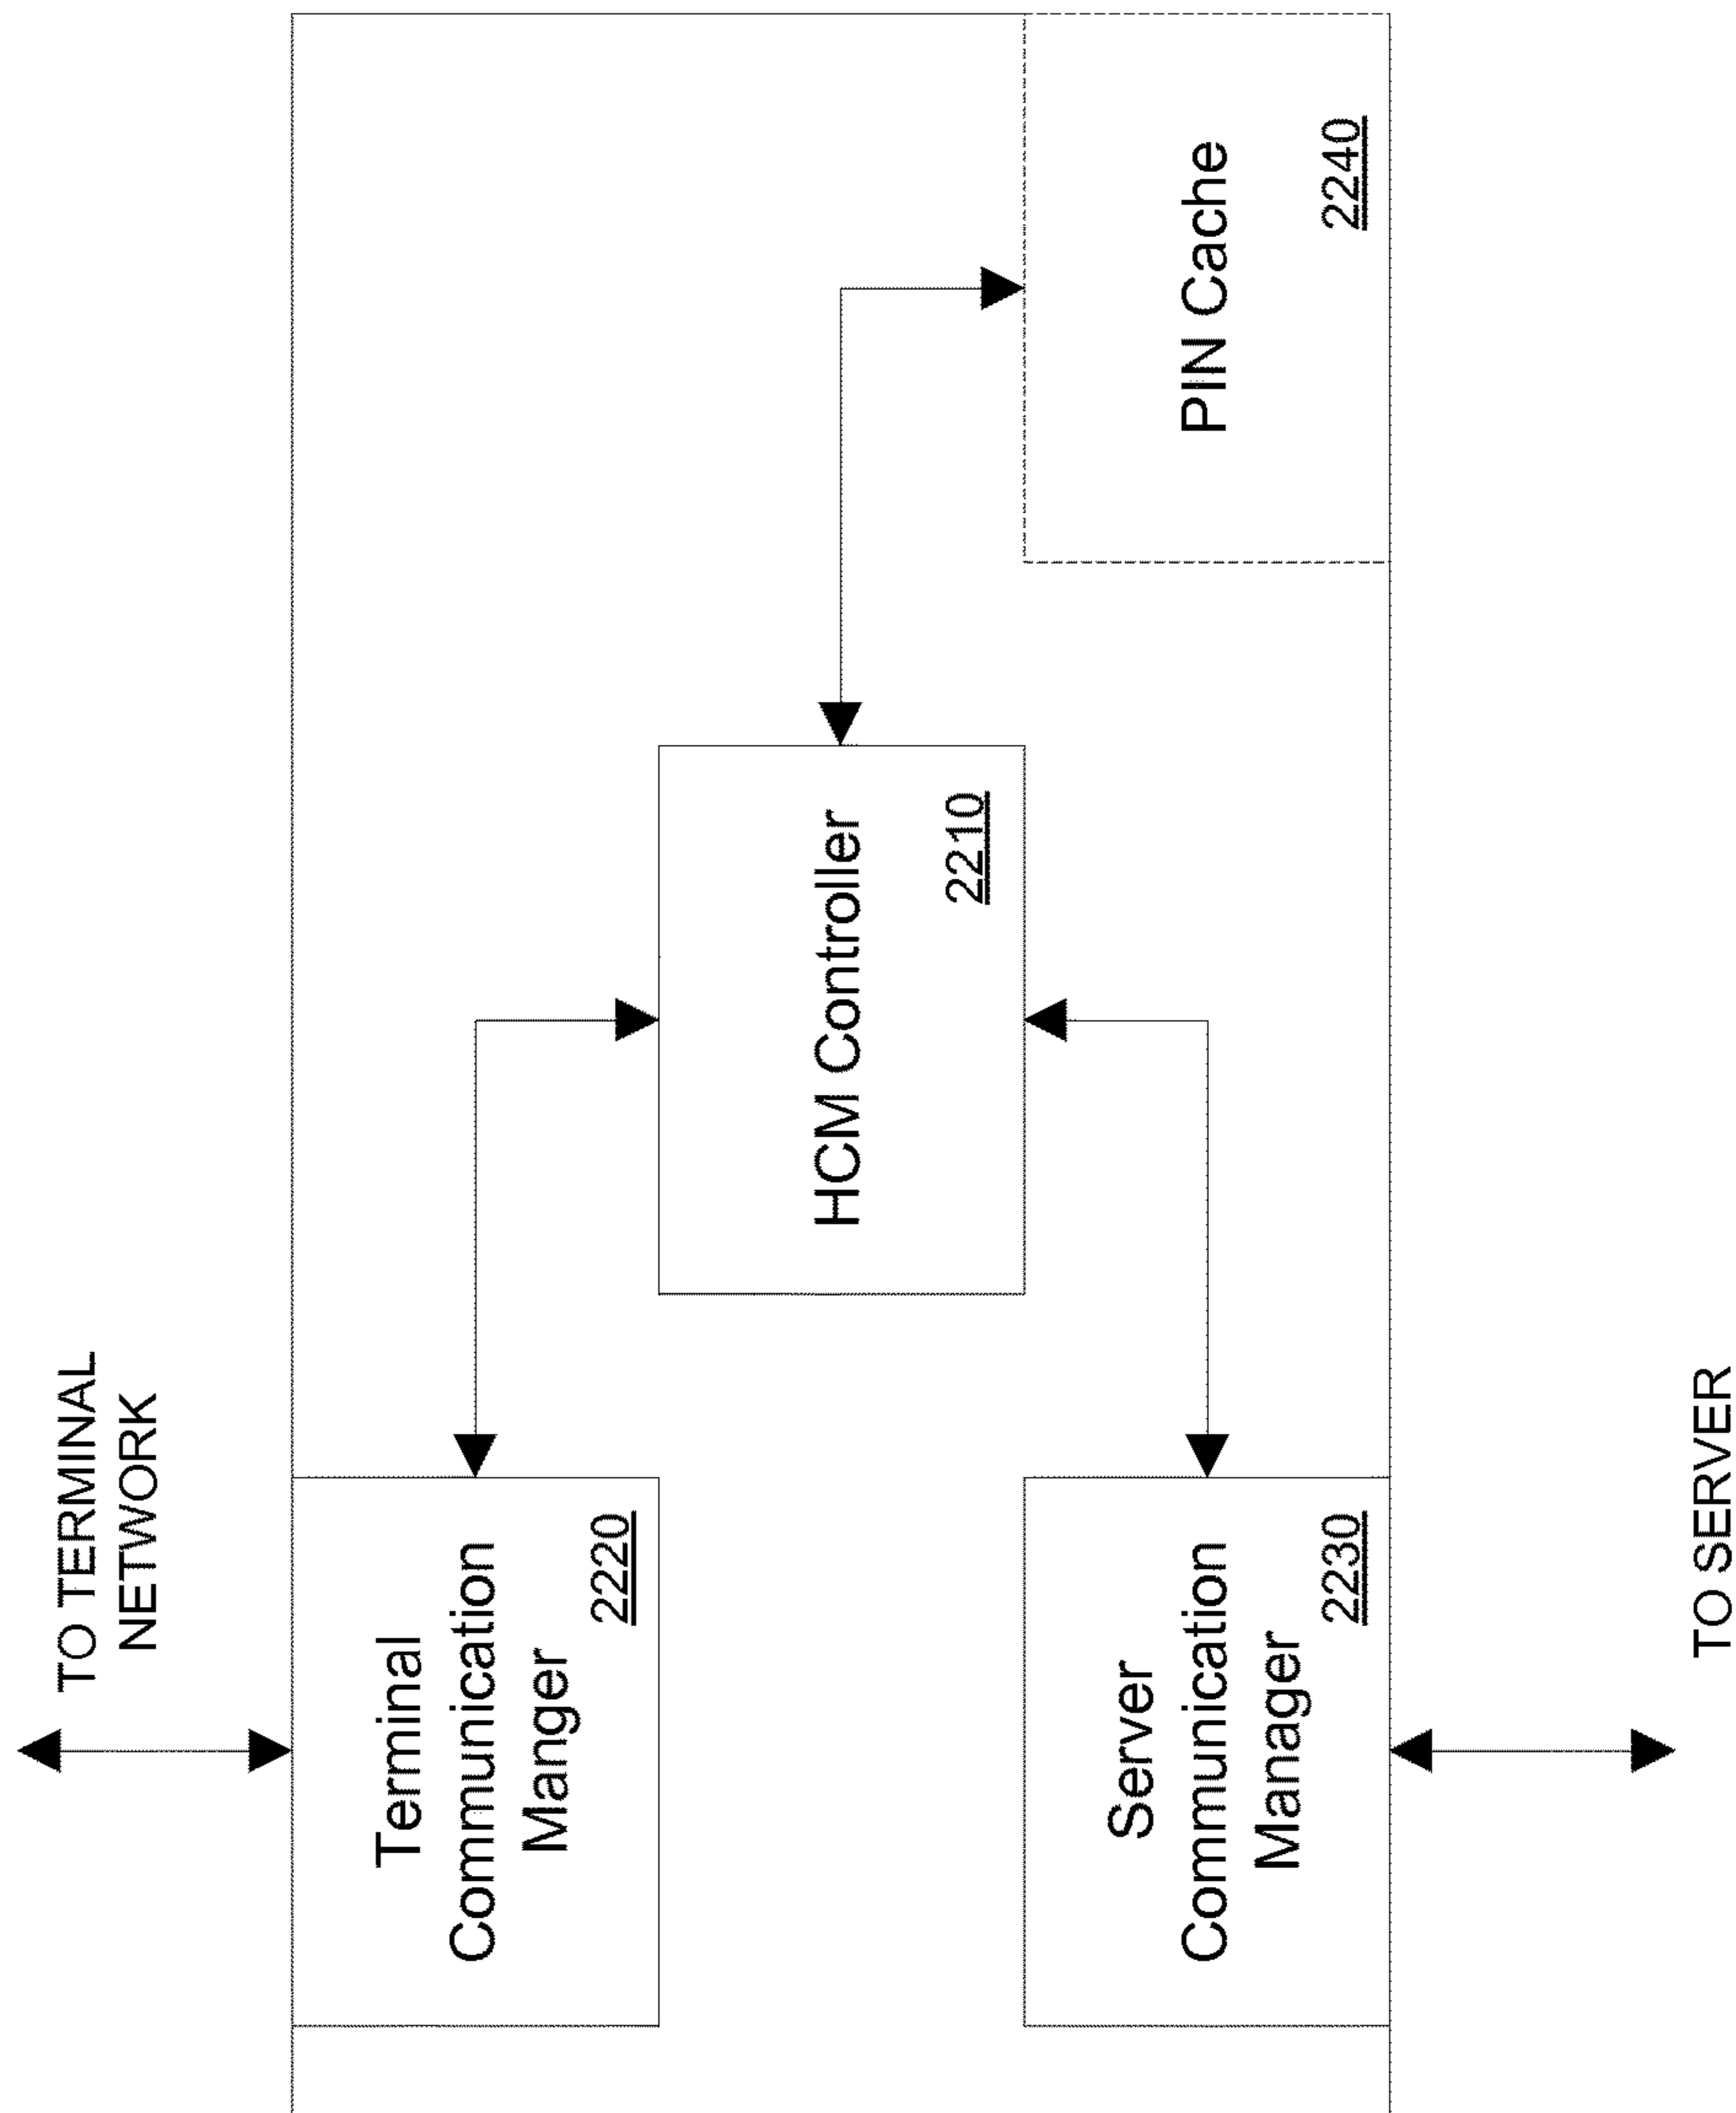 TO TERMINAL
NETWORK
Terminal
Communication
Manger
2220
HCM Controller
2210
Server
Communication
Manager
2230
PIN Cache
2240
TO SERVER